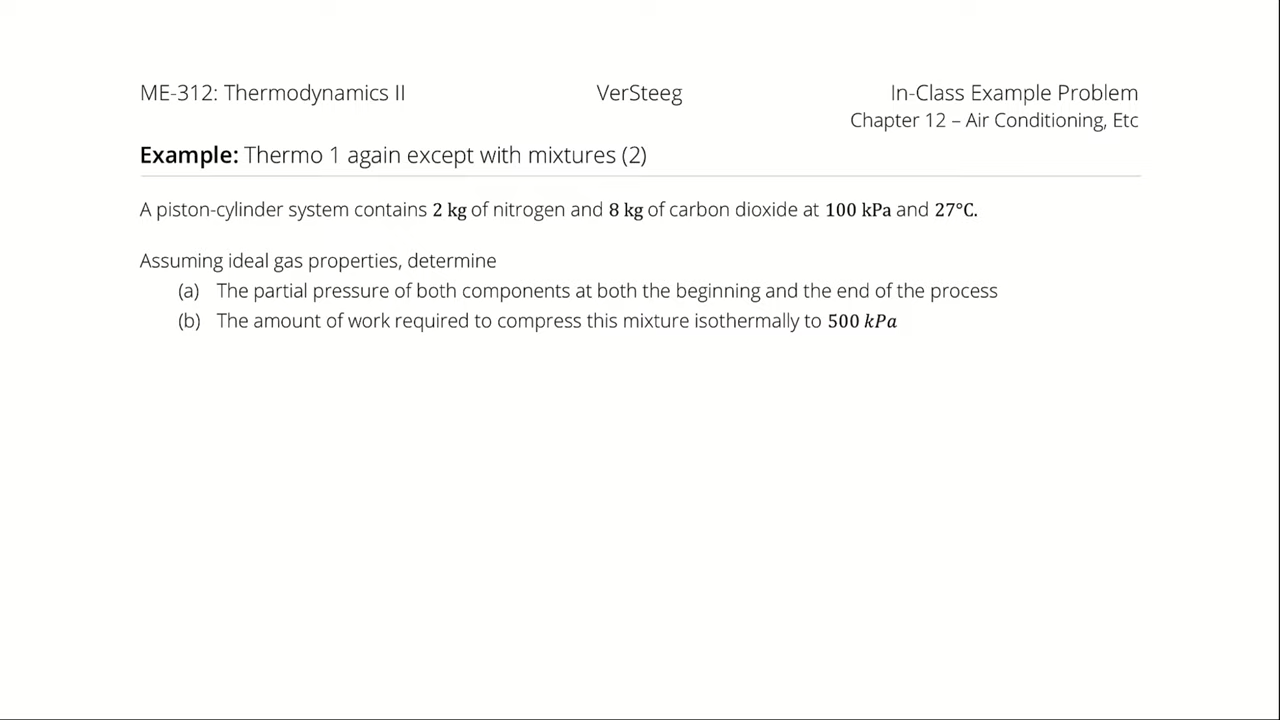 ME-312: Thermodynamics II VerSteeg In-Class Example Problem
Chapter 12 – Air Conditioning, Etc
Example: Thermo 1 again except with mixtures (2)
A piston-cylinder system contains 2 kg of nitrogen and 8 kg of carbon dioxide at 100 kPa and 27°C.
Assuming ideal gas properties, determine
(a) The partial pressure of both components at both the beginning and the end of the process
(b) The amount of work required to compress this mixture isothermally to 500 kPa